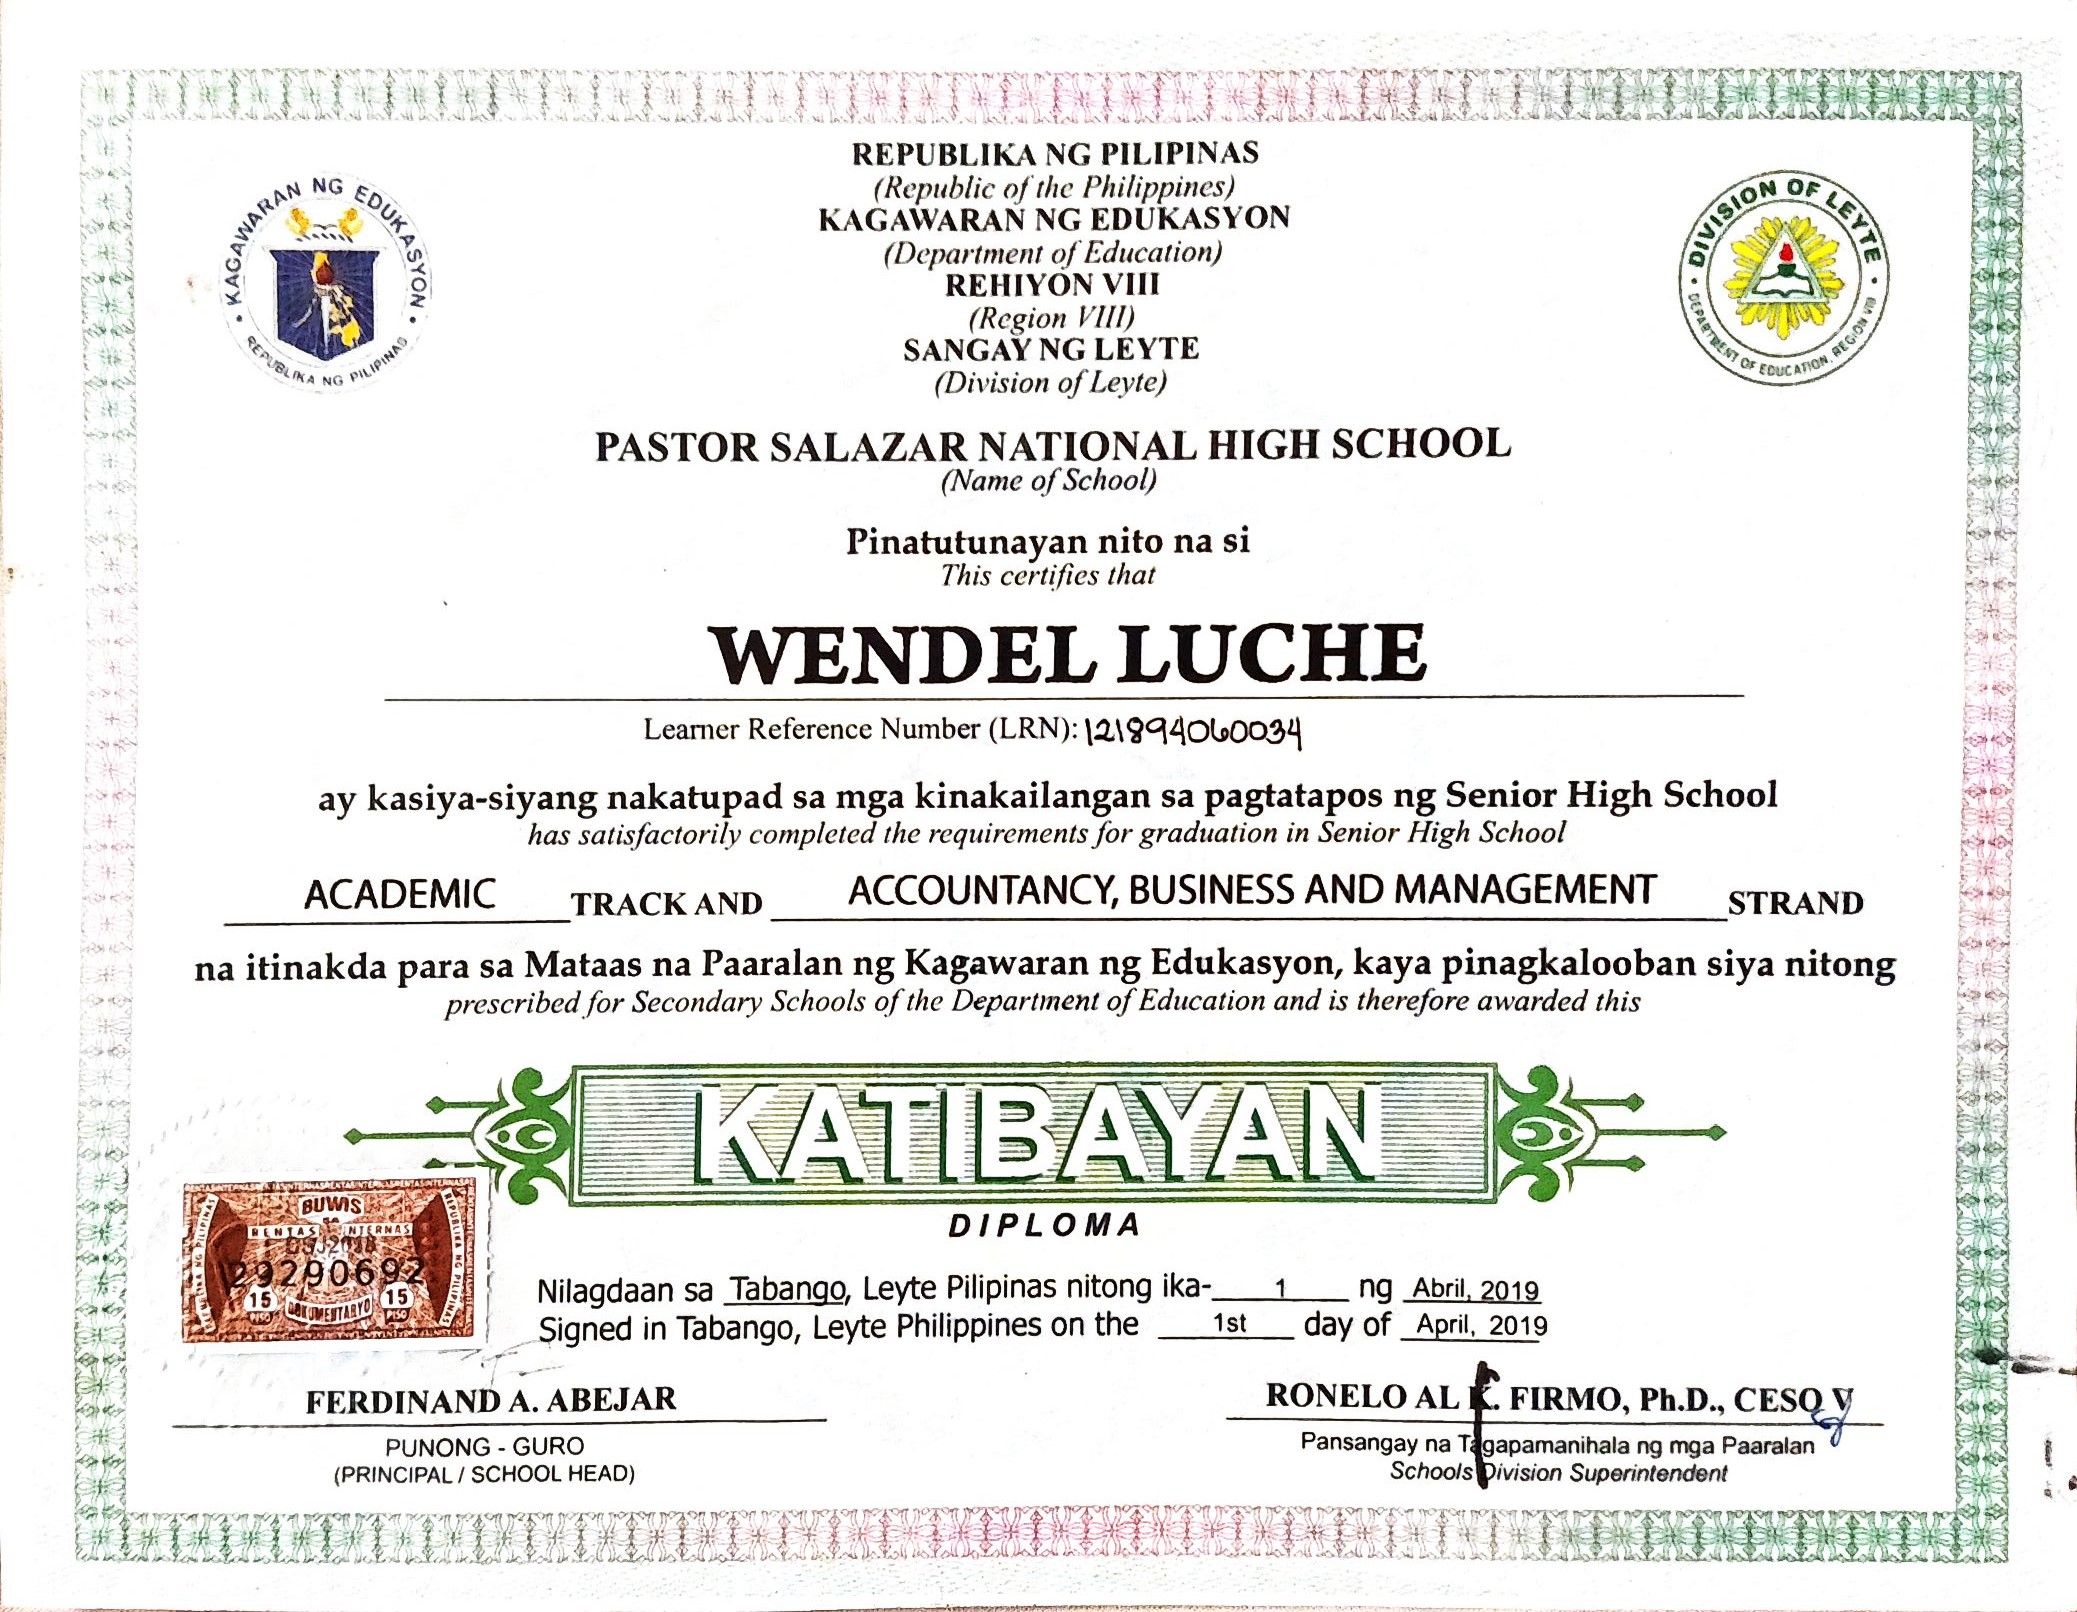 REPUBLIKA NG PILIPINAS
(Republic of the Philippines)
KAGAWARAN NG EDUKASYON
(Department of Education)
REHIYON VIII
(Region VIII)
SANGAY NG LEYTE
(Division of Leyte)
KAGAWARAN NG EDUKASYON
REPUBLIKA NG PILIPINAS
DIVISION OF LEYTE
DEPARTMENT OF EDUCATION, REGION VIII
PASTOR SALAZAR NATIONAL HIGH SCHOOL
(Name of School)
Pinatutunayan nito na si
This certifies that
WENDEL LUCHE
Learner Reference Number (LRN): 121894060034
ay kasiya-siyang nakatupad sa mga kinakailangan sa pagtatapos ng Senior High School
has satisfactorily completed the requirements for graduation in Senior High School
ACADEMIC TRACK AND ACCOUNTANCY, BUSINESS AND MANAGEMENT STRAND
na itinakda para sa Mataas na Paaralan ng Kagawaran ng Edukasyon, kaya pinagkalooban siya nitong
prescribed for Secondary Schools of the Department of Education and is therefore awarded this
KATIBAYAN
DIPLOMA
BUWIS
SA
RENTAS INTERNAS
29290692
15 DOKUMENTARYO 15
PISO PISO
REPUBLIKA NG PILIPINAS
Nilagdaan sa Tabango, Leyte Pilipinas nitong ika- 1 ng Abril, 2019
Signed in Tabango, Leyte Philippines on the 1st day of April, 2019
FERDINAND A. ABEJAR
PUNONG - GURO
(PRINCIPAL / SCHOOL HEAD)
RONELO AL K. FIRMO, Ph.D., CESO V
Pansangay na Tagapamanihala ng mga Paaralan
Schools Division Superintendent